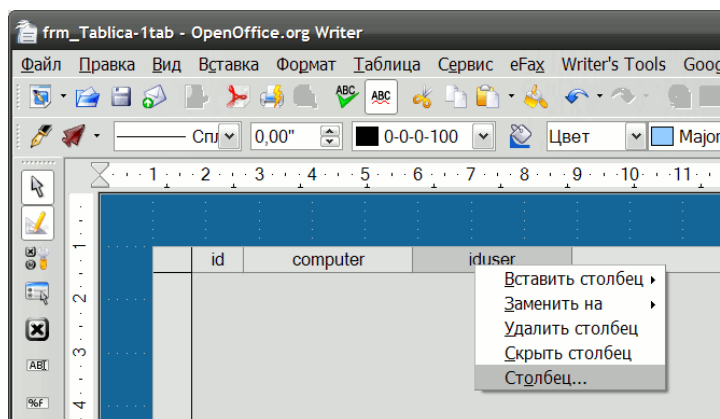 frm_Tablica-1tab - OpenOffice.org Writer
Файл Правка Вид Вставка Формат Таблица Сервис eFax Writer's Tools Goog
ABC ABC
Спл 0,00" 0-0-0-100 Цвет Major
1 2 3 4 5 6 7 8 9 10 11
1
id computer iduser
Вставить столбец
2
Заменить на
Удалить столбец
Скрыть столбец
3
ABI
Столбец...
%F 4